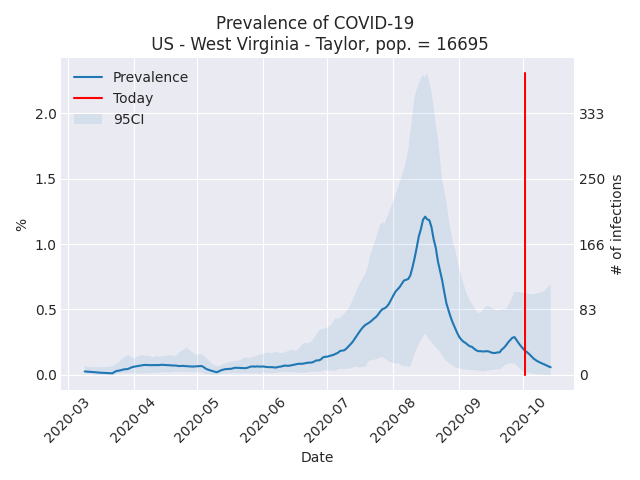 Prevalence of COVID-19
US - West Virginia - Taylor, pop. = 16695
Prevalence
Today
95CI
2.0
1.5
1.0
0.5
0.0
%
333
250
166
83
0
# of infections
2020-03
2020-04
2020-05
2020-06
2020-07
2020-08
2020-09
2020-10
Date